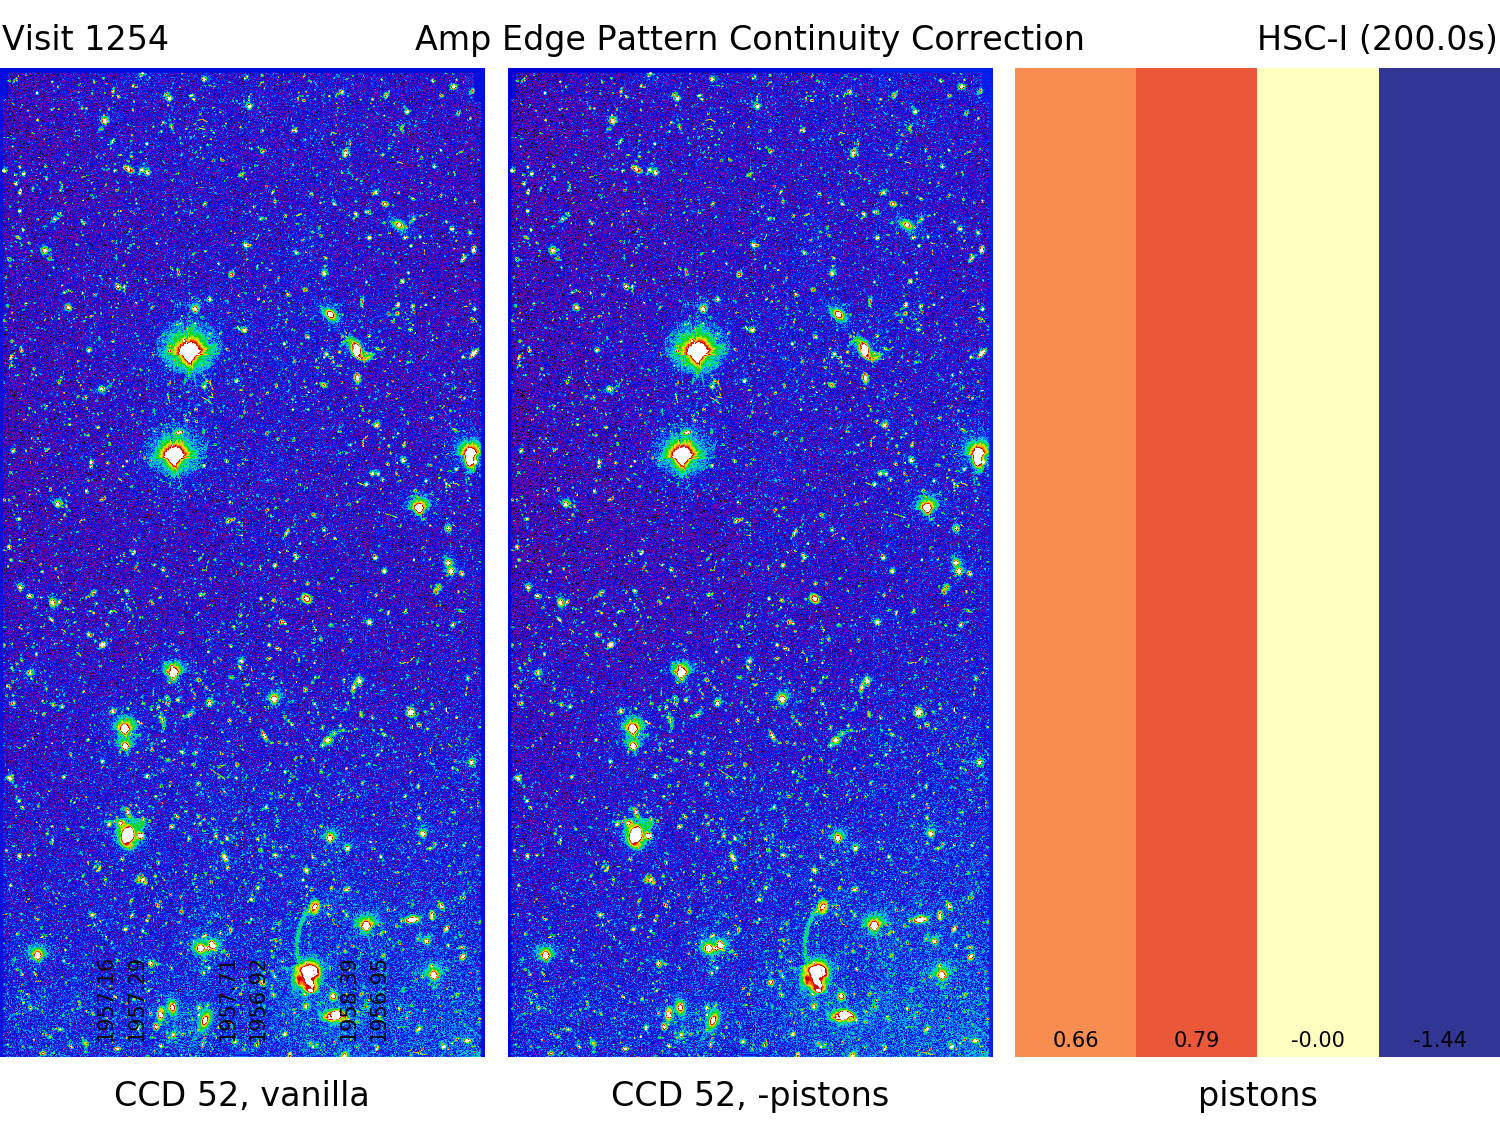 Visit 1254
Amp Edge Pattern Continuity Correction
HSC-I (200.0s)
1957.16
1957.29
1957.71
1956.92
1958.39
1956.95
0.66
0.79
-0.00
-1.44
CCD 52, vanilla
CCD 52, -pistons
pistons